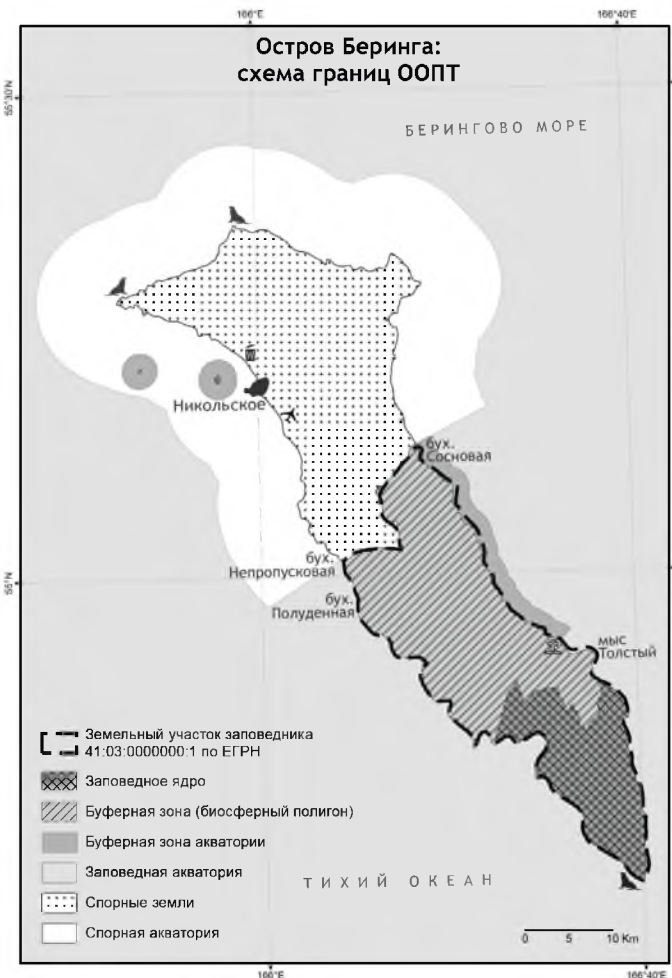 166°E
166°40'E
Остров Беринга:
схема границ ООПТ
55°30'N
БЕРИНГОВО МОРЕ
Никольское
бух.
Сосновая
бух.
Непропусковая
55°N
бух.
Полуденная
мыс
Толстый
Земельный участок заповедника
41:03:0000000:1 по ЕГРН
Заповедное ядро
Буферная зона (биосферный полигон)
Буферная зона акватории
Заповедная акватория
ТИХИЙ ОКЕАН
Спорные земли
Спорная акватория
0 5 10 Km
166°E
166°40'E